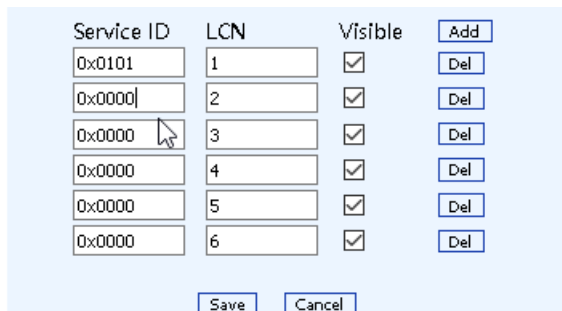 Service ID LCN Visible Add
0x0101 1 Del
0x0000 2 Del
0x0000 3 Del
0x0000 4 Del
0x0000 5 Del
0x0000 6 Del
Save Cancel